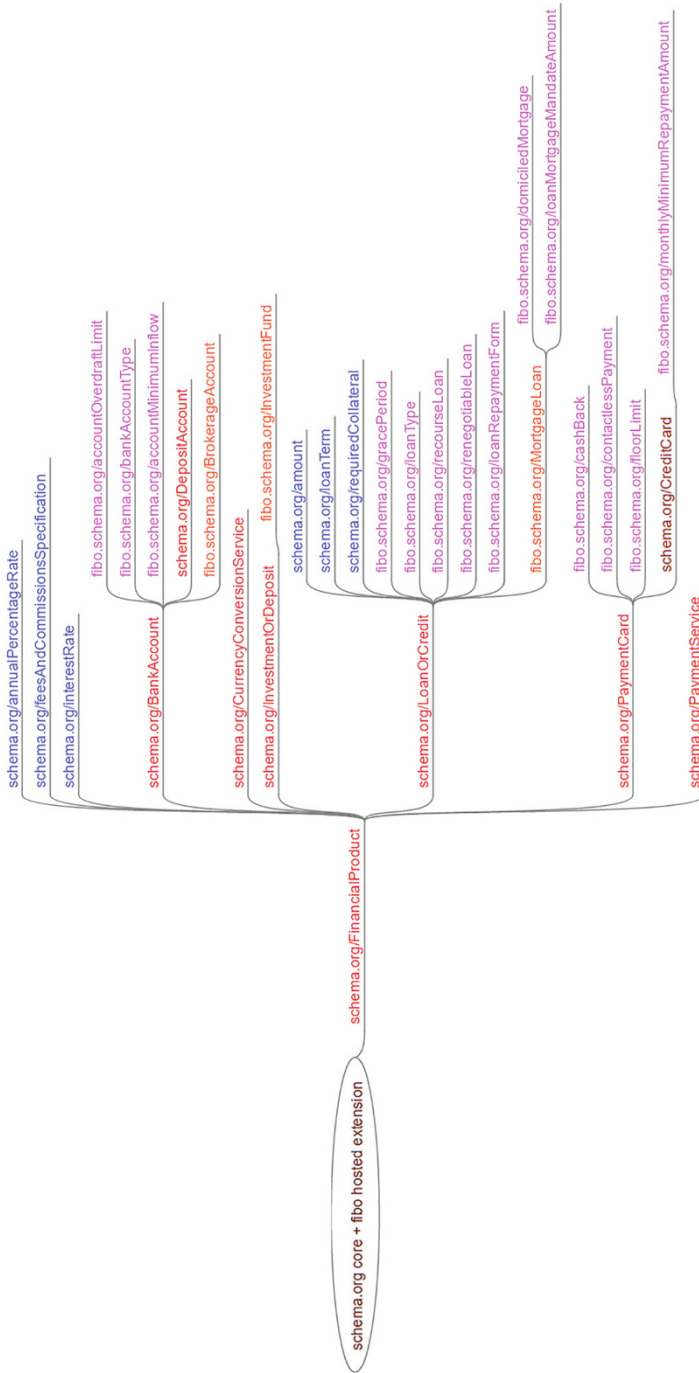 schema.org core + fibo hosted extension
schema.org/FinancialProduct
schema.org/annualPercentageRate
schema.org/feesAndCommissionsSpecification
schema.org/interestRate
schema.org/BankAccount
fibo.schema.org/accountOverdraftLimit
fibo.schema.org/bankAccountType
fibo.schema.org/accountMinimumInflow
schema.org/DepositAccount
fibo.schema.org/BrokerageAccount
schema.org/CurrencyConversionService
schema.org/InvestmentOrDeposit
fibo.schema.org/InvestmentFund
schema.org/LoanOrCredit
schema.org/amount
schema.org/loanTerm
schema.org/requiredCollateral
fibo.schema.org/gracePeriod
fibo.schema.org/loanType
fibo.schema.org/recourseLoan
fibo.schema.org/renegotiableLoan
fibo.schema.org/loanRepaymentForm
fibo.schema.org/MortgageLoan
fibo.schema.org/domiciledMortgage
fibo.schema.org/loanMortgageMandateAmount
schema.org/PaymentCard
fibo.schema.org/cashBack
fibo.schema.org/contactlessPayment
fibo.schema.org/floorLimit
schema.org/CreditCard
fibo.schema.org/monthlyMinimumRepaymentAmount
schema.org/PaymentService